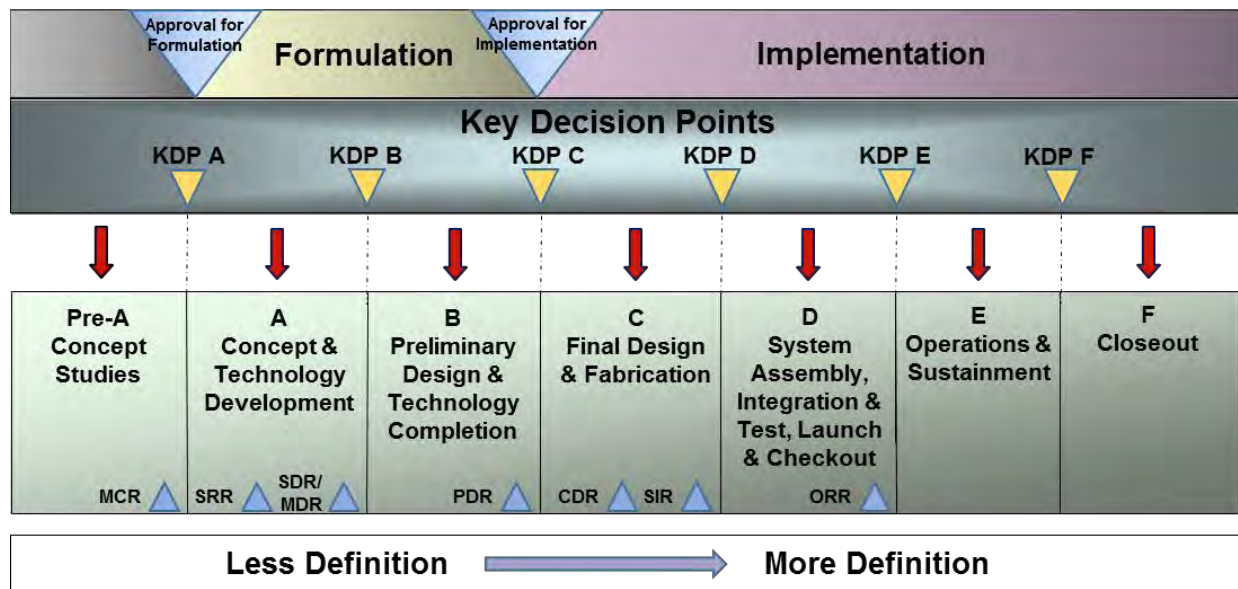 Approval for
Formulation
Formulation
Approval for
Implementation
Implementation
Key Decision Points
KDP A
KDP B
KDP C
KDP D
KDP E
KDP F
Pre-A
Concept
Studies
MCR
A
Concept &
Technology
Development
SRR
SDR/
MDR
B
Preliminary
Design &
Technology
Completion
PDR
C
Final Design
& Fabrication
CDR
SIR
D
System
Assembly,
Integration &
Test, Launch
& Checkout
ORR
E
Operations &
Sustainment
F
Closeout
Less Definition
More Definition